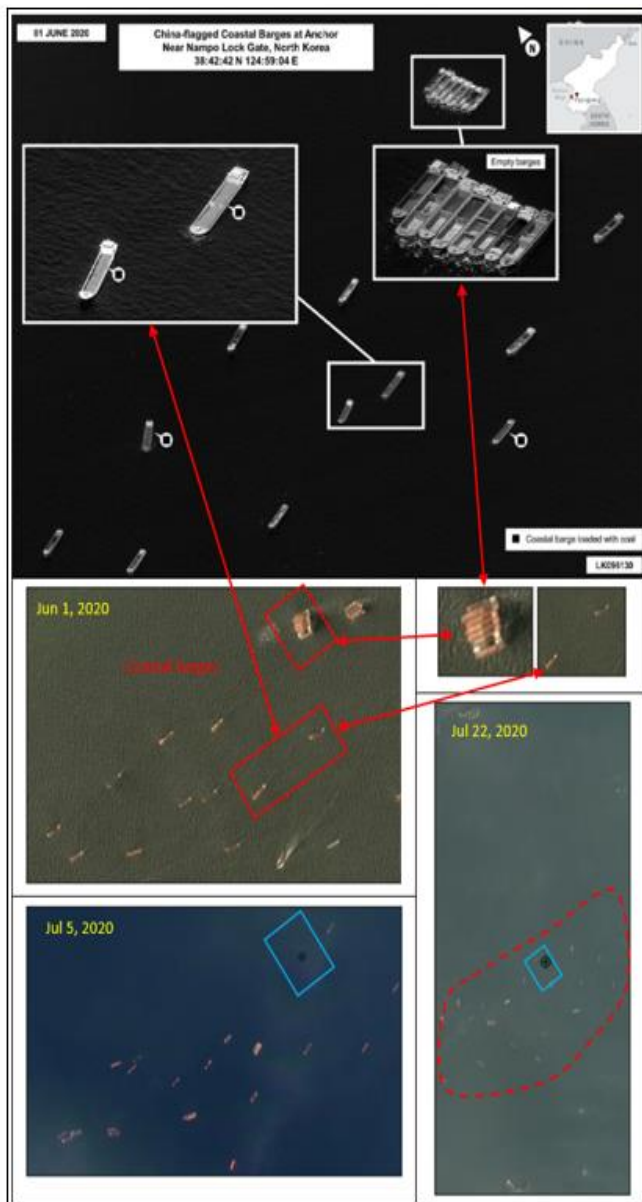 01 JUNE 2020
China-flagged Coastal Barges at Anchor
Near Nampo Lock Gate, North Korea
38:42:42 N 124:59:04 E
N
Empty barges
Coastal barge loaded with coal
LK096130
Jun 1, 2020
Coastal barges
Jul 22, 2020
Jul 5, 2020